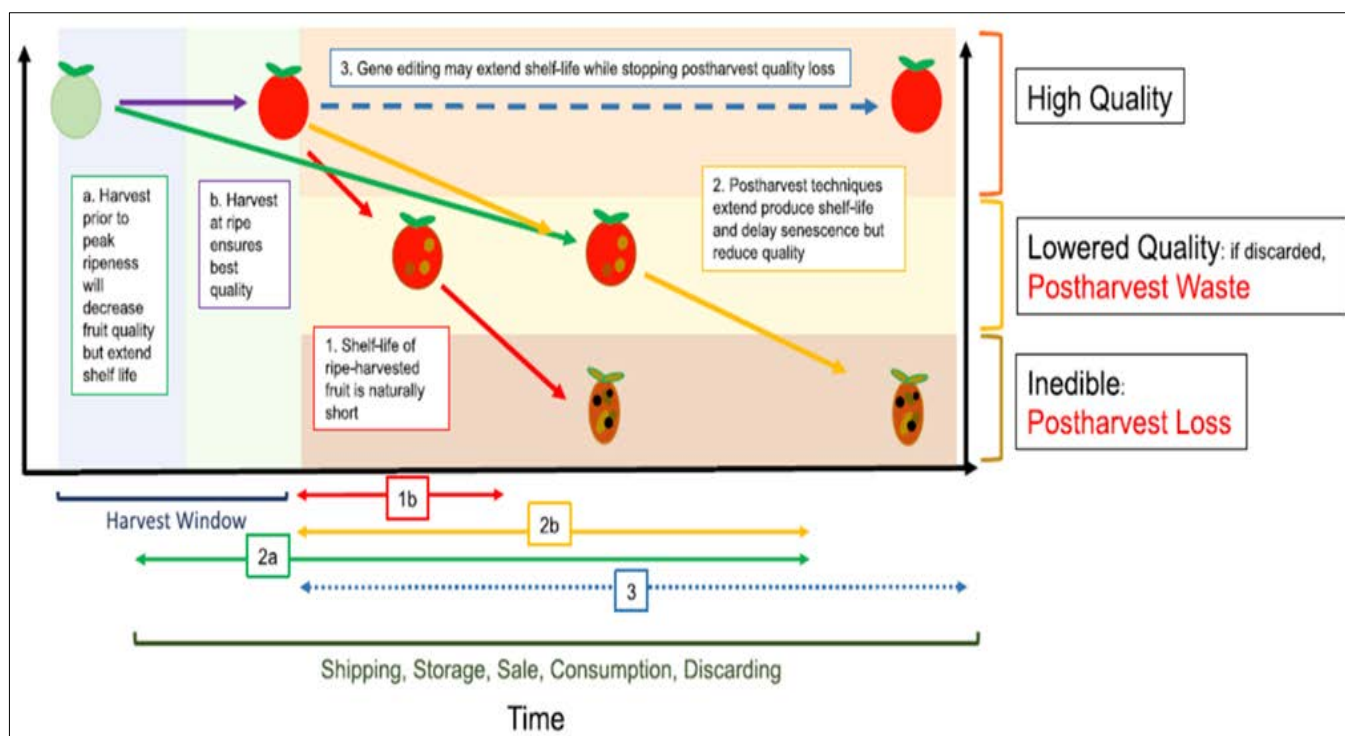 3. Gene editing may extend shelf-life while stopping postharvest quality loss
a. Harvest
prior to
peak
ripeness
will
decrease
fruit quality
but extend
shelf life
b. Harvest
at ripe
ensures
best
quality
2. Postharvest techniques
extend produce shelf-life
and delay senescence but
reduce quality
1. Shelf-life of
ripe-harvested
fruit is naturally
short
High Quality
Lowered Quality: if discarded,
Postharvest Waste
Inedible:
Postharvest Loss
Harvest Window
1b
2b
2a
3
Shipping, Storage, Sale, Consumption, Discarding
Time